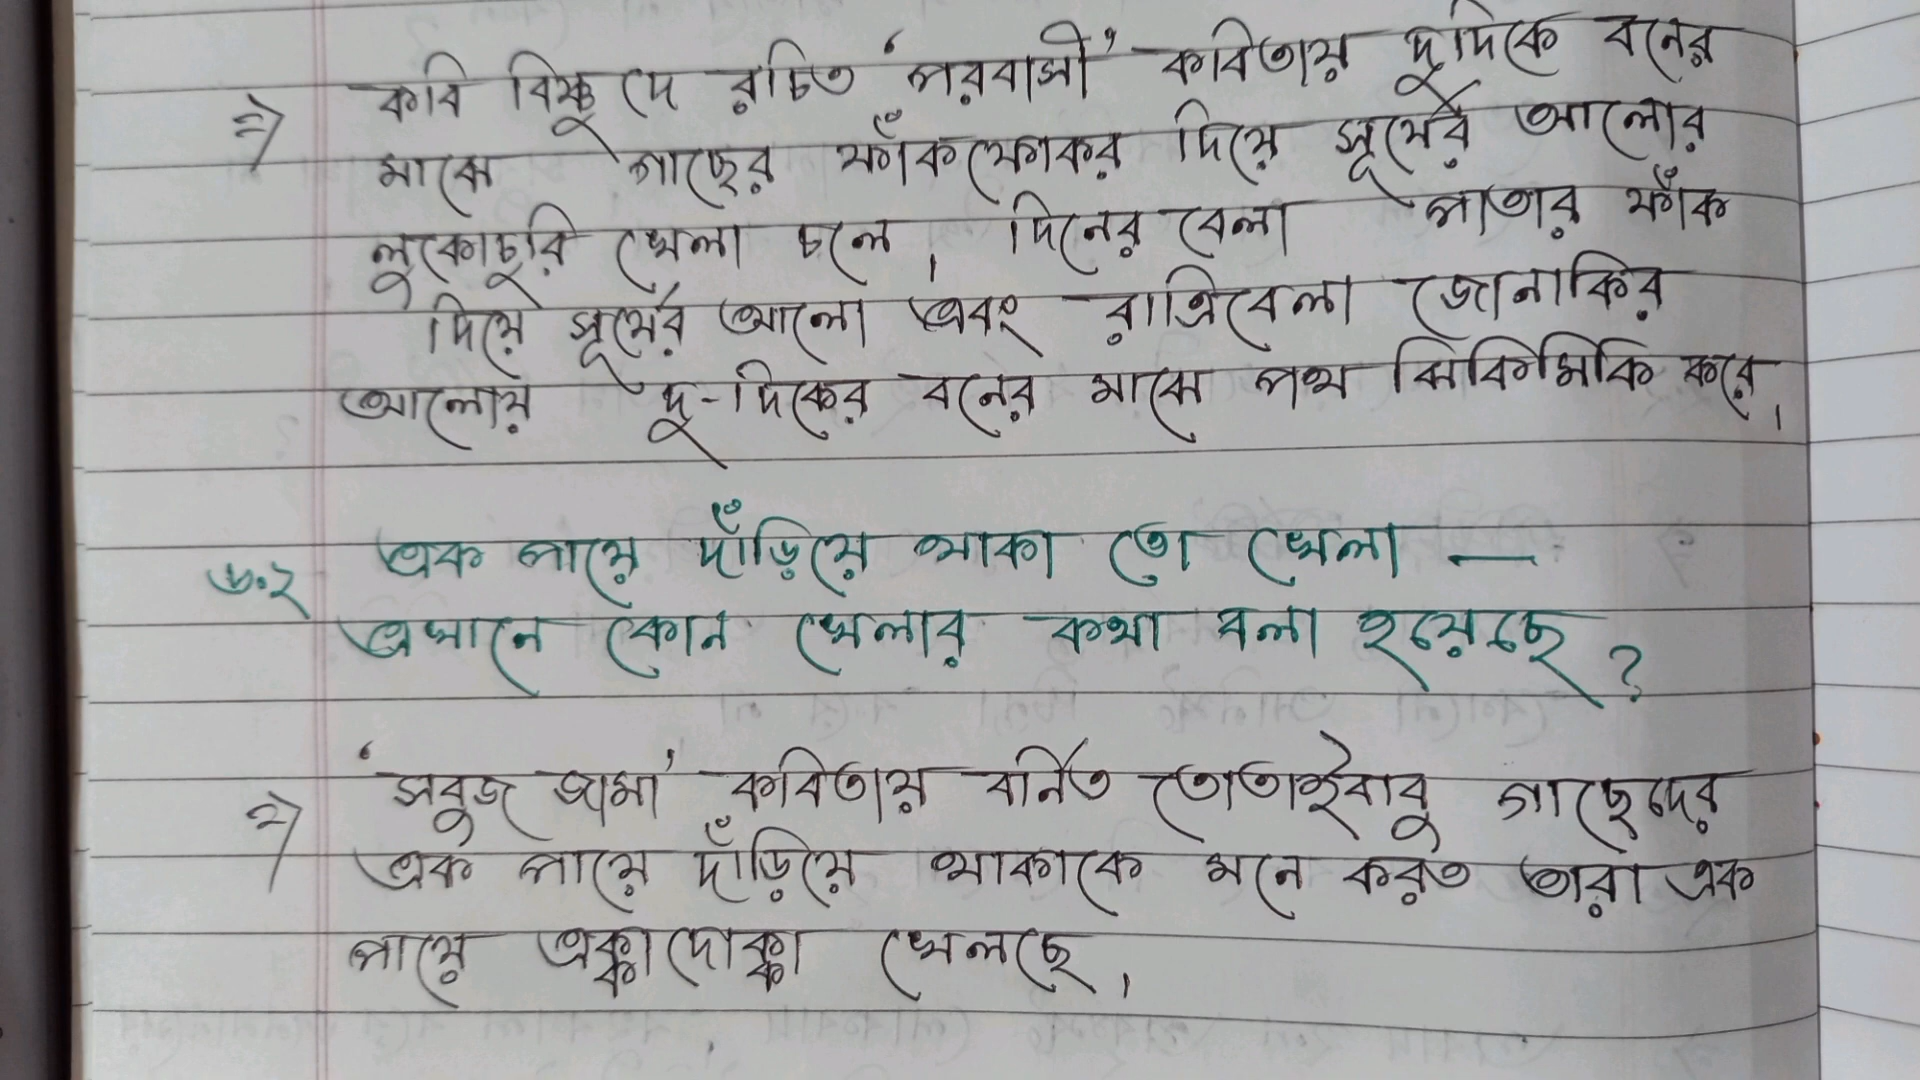 => কবি বিষ্ণু দে রচিত 'পরবাসী' কবিতায় দুদিকে বনের
মাঝে গাছের ফাঁকফোকর দিয়ে সূর্যের আলোর
লুকোচুরি খেলা চলে। দিনের বেলা পাতার ফাঁক
দিয়ে সূর্যের আলো এবং রাত্রিবেলা জোনাকির
আলোয় দু-দিকের বনের মাঝে পথ ঝিকিমিকি করে।
৬.২ এক পায়ে দাঁড়িয়ে থাকা তো খেলা —
এখানে কোন খেলার কথা বলা হয়েছে?
=> 'সবুজ জামা' কবিতায় বর্নিত তোতাইবাবু গাছেদের
এক পায়ে দাঁড়িয়ে থাকাকে মনে করত তারা এক
পায়ে এক্কাদোক্কা খেলছে।